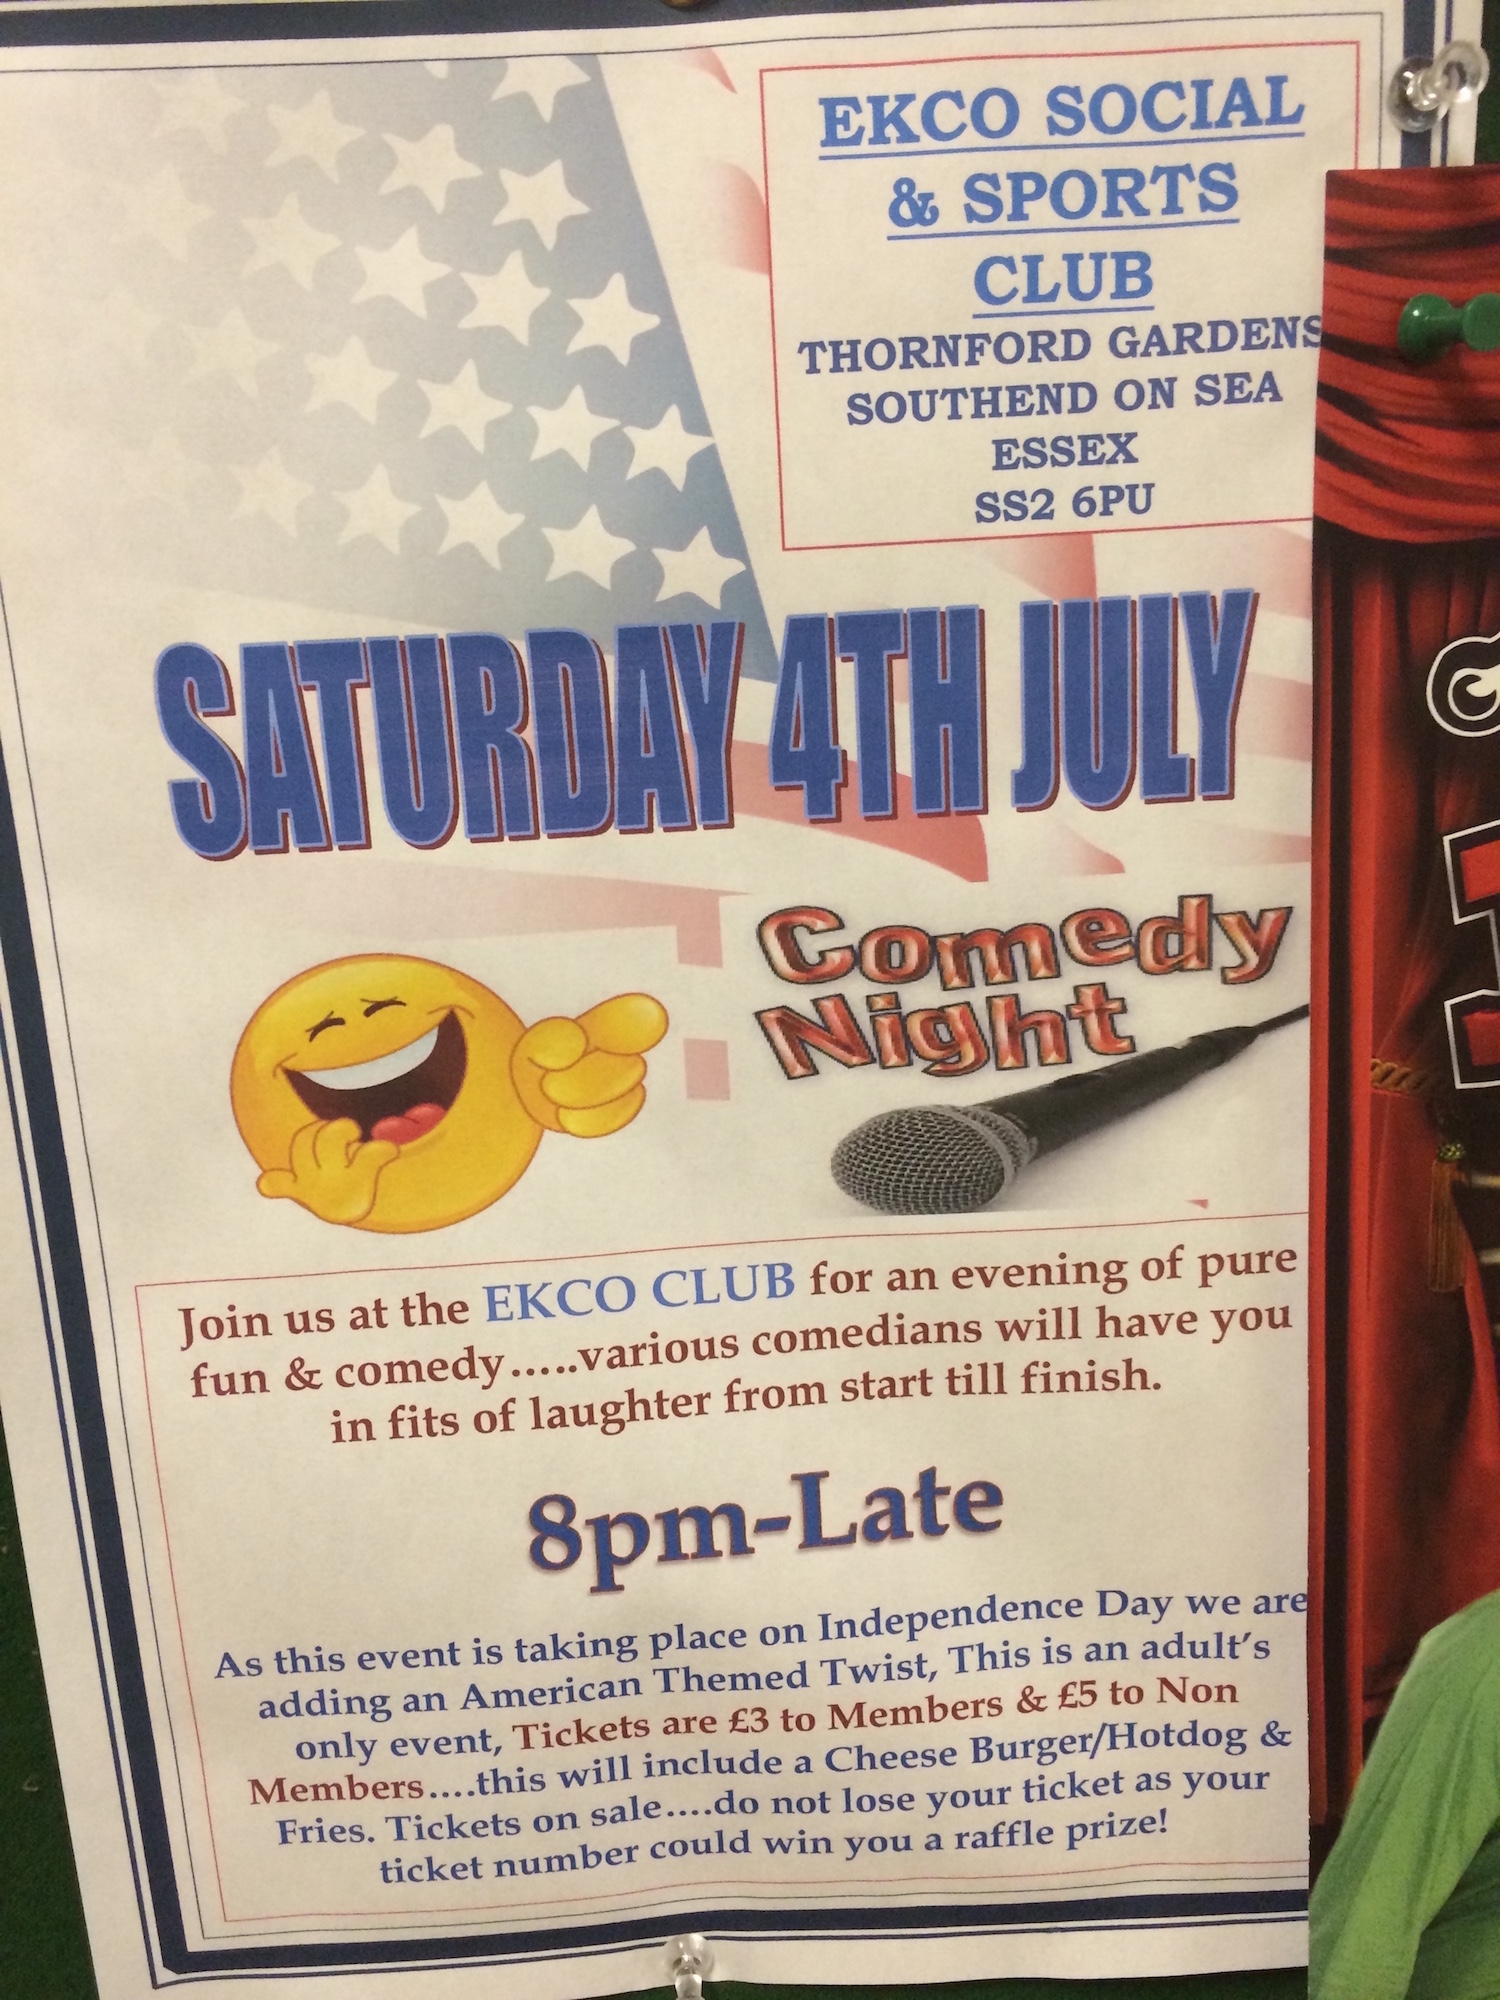 EKCO SOCIAL
& SPORTS
CLUB
THORNFORD GARDENS
SOUTHEND ON SEA
ESSEX
SS2 6PU
SATURDAY 4TH JULY
Comedy
Night
Join us at the EKCO CLUB for an evening of pure
fun & comedy.....various comedians will have you
in fits of laughter from start till finish.
8pm-Late
As this event is taking place on Independence Day we are
adding an American Themed Twist, This is an adult's
only event, Tickets are £3 to Members & £5 to Non
Members....this will include a Cheese Burger/Hotdog &
Fries. Tickets on sale....do not lose your ticket as your
ticket number could win you a raffle prize!